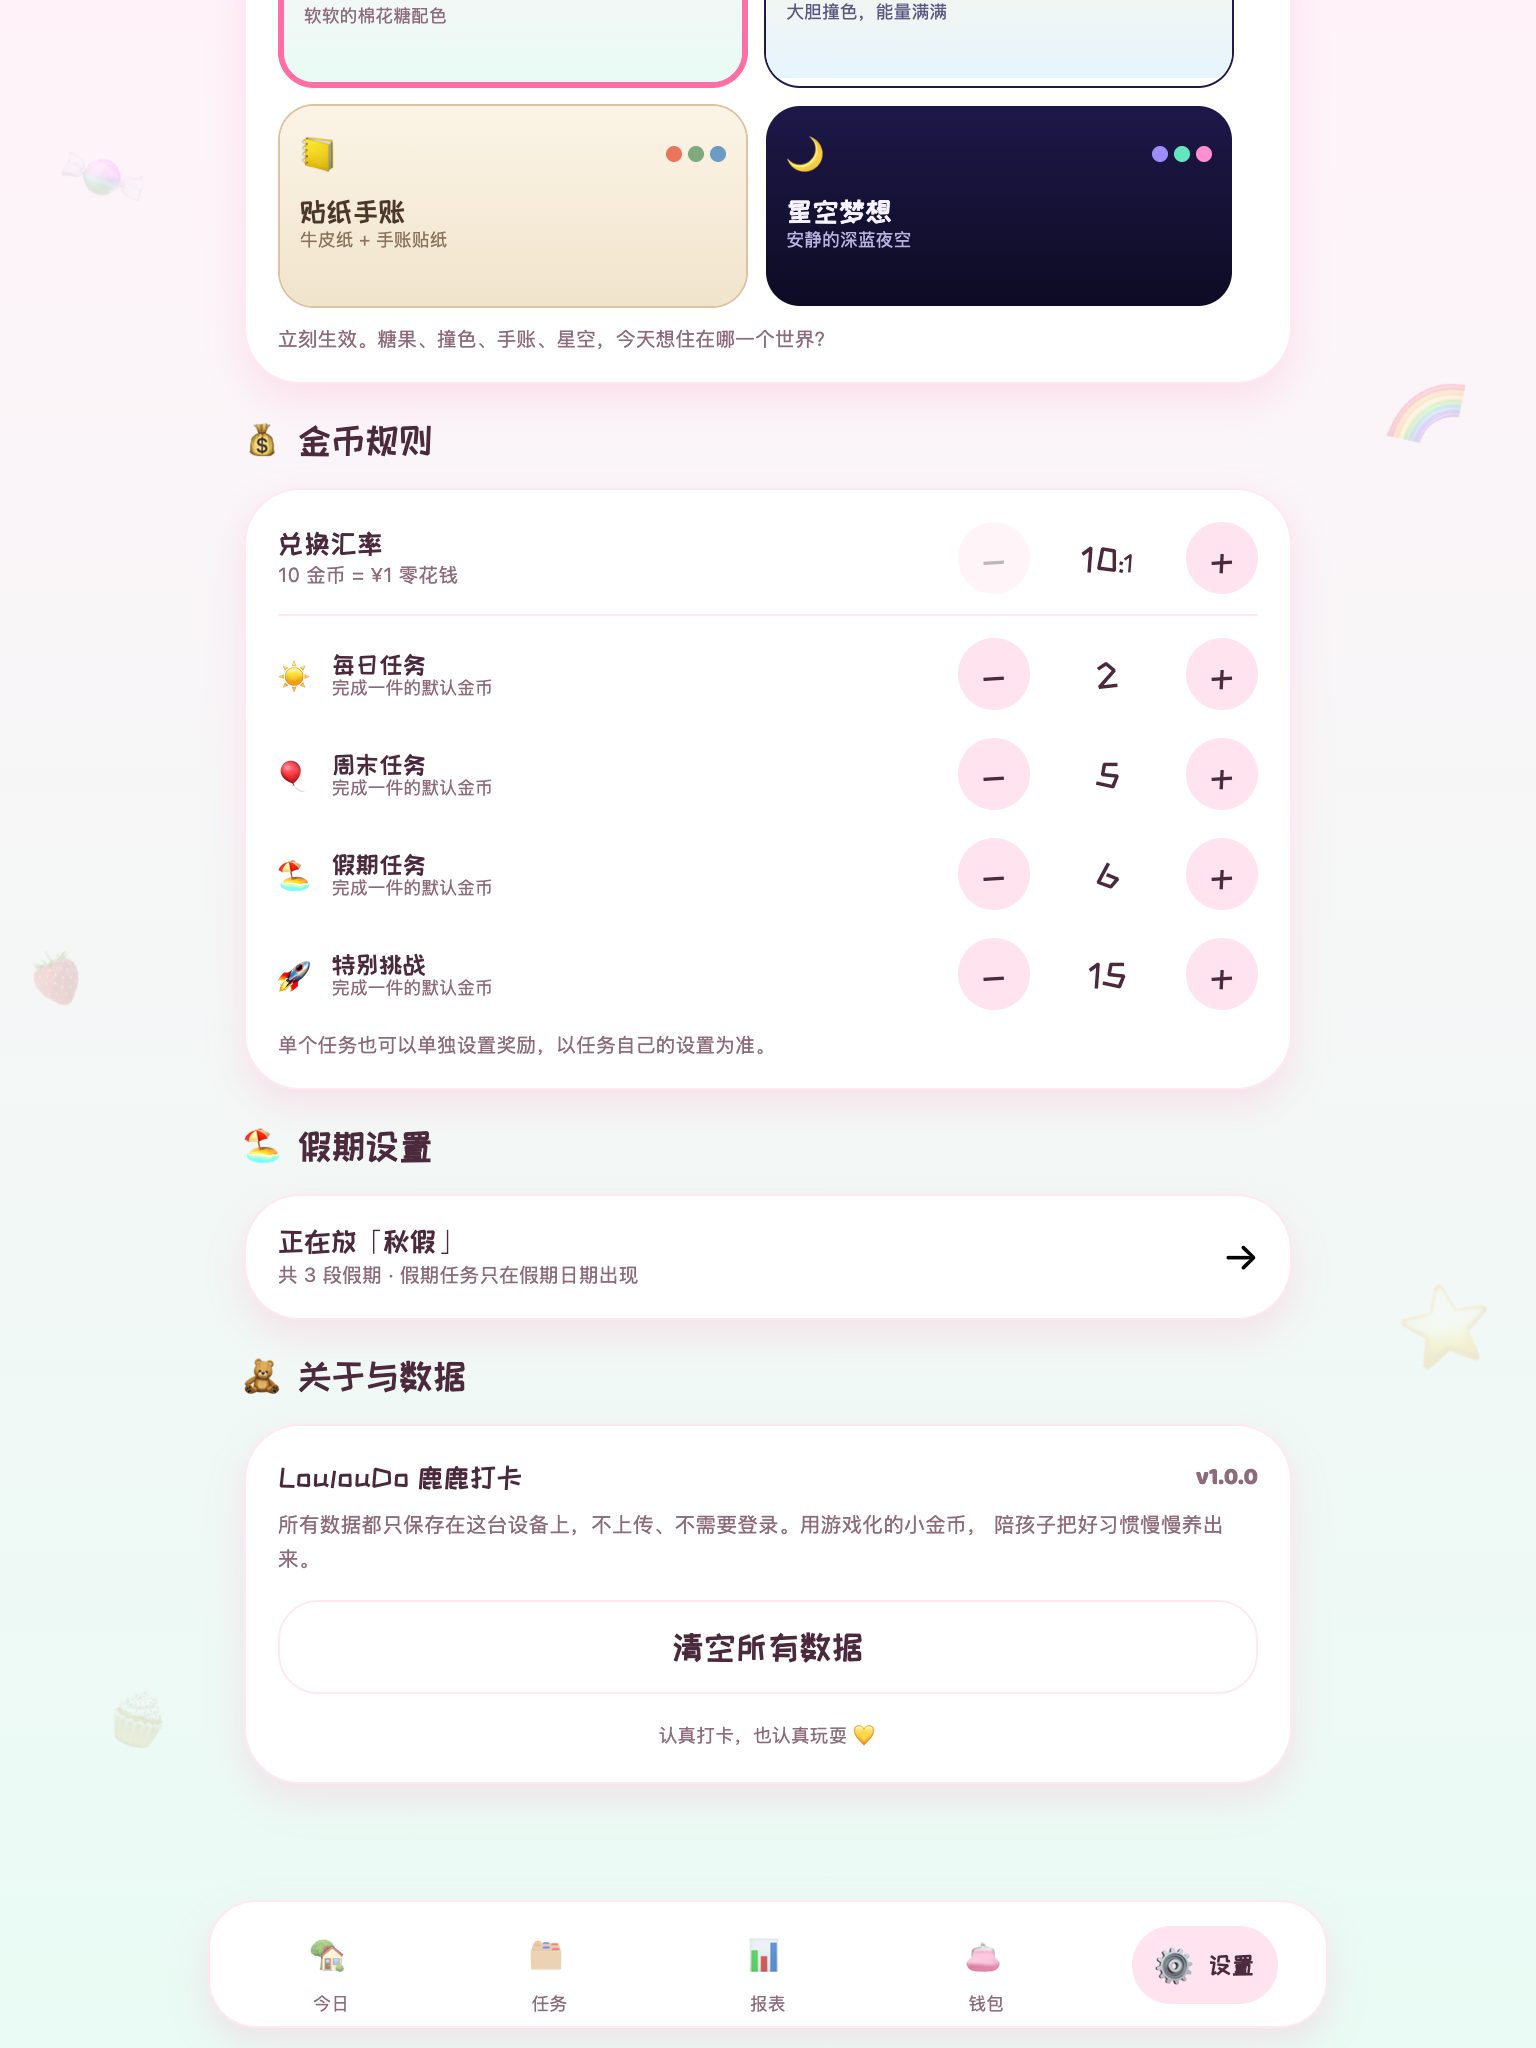 软软的棉花糖配色
大胆撞色，能量满满
贴纸手账
牛皮纸 + 手账贴纸
星空梦想
安静的深蓝夜空
立刻生效。糖果、撞色、手账、星空，今天想住在哪一个世界？
金币规则
兑换汇率
10 金币 = ¥1 零花钱
− 10:1 +
每日任务
完成一件的默认金币
− 2 +
周末任务
完成一件的默认金币
− 5 +
假期任务
完成一件的默认金币
− 6 +
特别挑战
完成一件的默认金币
− 15 +
单个任务也可以单独设置奖励，以任务自己的设置为准。
假期设置
正在放「秋假」
共 3 段假期 · 假期任务只在假期日期出现
关于与数据
LoulouDo 鹿鹿打卡
v1.0.0
所有数据都只保存在这台设备上，不上传、不需要登录。用游戏化的小金币， 陪孩子把好习惯慢慢养出
来。
清空所有数据
认真打卡，也认真玩耍 💛
今日
任务
报表
钱包
设置